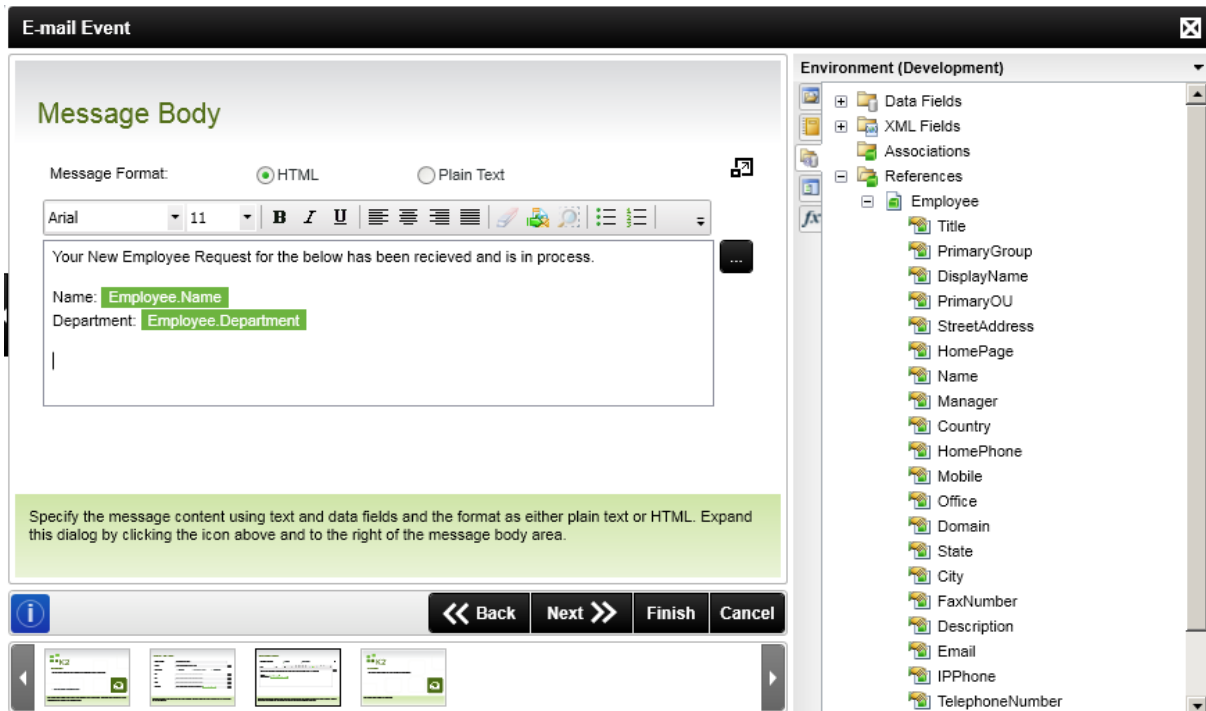 E-mail Event
Message Body
Message Format:
HTML
Plain Text
Arial
11
B I U
Your New Employee Request for the below has been recieved and is in process.
Name: Employee.Name
Department: Employee.Department
...
Specify the message content using text and data fields and the format as either plain text or HTML. Expand
this dialog by clicking the icon above and to the right of the message body area.
Back
Next
Finish
Cancel
K2
K2
Environment (Development)
Data Fields
XML Fields
Associations
References
Employee
Title
PrimaryGroup
DisplayName
PrimaryOU
StreetAddress
HomePage
Name
Manager
Country
HomePhone
Mobile
Office
Domain
State
City
FaxNumber
Description
Email
IPPhone
TelephoneNumber
fx